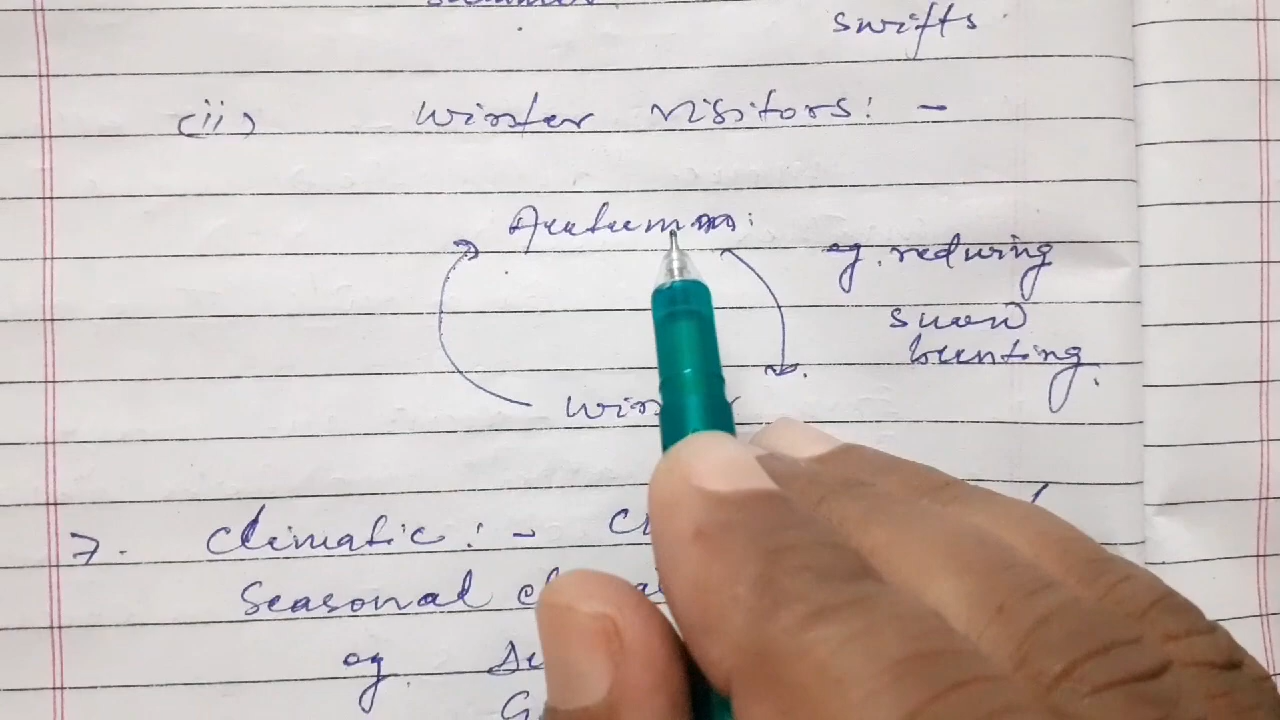 swifts
(ii) Winter visitors: -
Autumn:
eg. redwing
snow
bunting.
7. Climatic: -
Seasonal
eg.